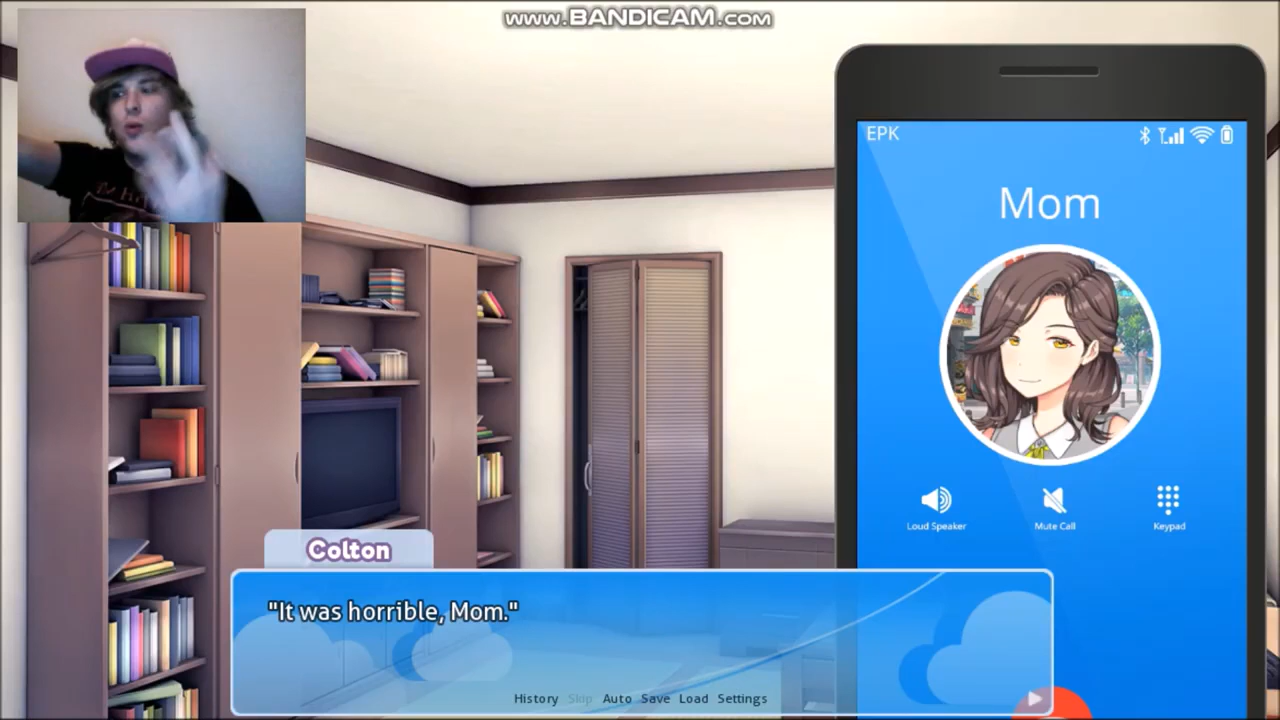 www.BANDICAM.com
EPK
Mom
Loud Speaker
Mute Call
Keypad
Colton
"It was horrible, Mom."
History Skip Auto Save Load Settings